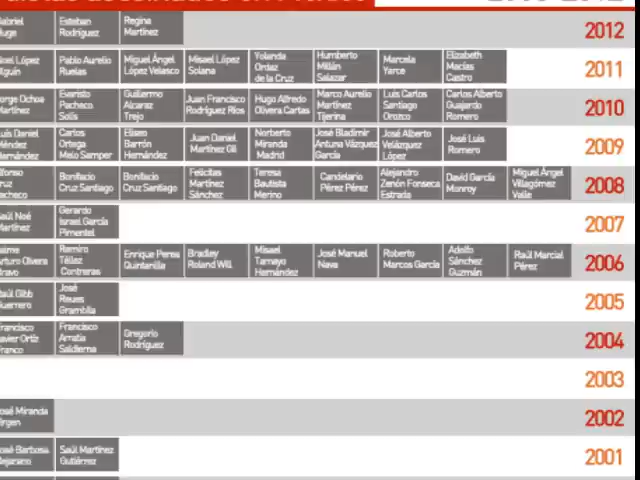 Gabriel
Huge
Esteban
Rodríguez
Regina
Martínez
2012
Noel López
Olguín
Pablo Aurelio
Ruelas
Miguel Ángel
López Velasco
Misael López
Solana
Yolanda
Ordaz
de la Cruz
Humberto
Millán
Salazar
Marcela
Yarce
Elizabeth
Macías
Castro
2011
Jorge Ochoa
Martínez
Evaristo
Pacheco
Solís
Guillermo
Alcaraz
Trejo
Juan Francisco
Rodríguez Ríos
Hugo Alfredo
Olivera Cartas
Marco Aurelio
Martínez
Tijerina
Luis Carlos
Santiago
Orozco
Carlos Alberto
Guajardo
Romero
2010
Luis Daniel
Méndez
Hernández
Carlos
Ortega
Melo Samper
Eliseo
Barrón
Hernández
Juan Daniel
Martínez Gil
Norberto
Miranda
Madrid
José Bladimir
Antuna Vázquez
García
José Alberto
Velázquez
López
José Luis
Romero
2009
Alfonso
Cruz
Pacheco
Bonifacio
Cruz Santiago
Bonifacio
Cruz Santiago
Felicitas
Martínez
Sánchez
Teresa
Bautista
Merino
Candelario
Pérez Pérez
Alejandro
Zenón Fonseca
Estrada
David García
Monroy
Miguel Ángel
Villagómez
Valle
2008
Saúl Noé
Martínez
Gerardo
Israel García
Pimentel
2007
Jaime
Arturo Olvera
Bravo
Ramiro
Téllez
Contreras
Enrique Perea
Quintanilla
Bradley
Roland Will
Misael
Tamayo
Hernández
José Manuel
Nava
Roberto
Marcos García
Adolfo
Sánchez
Guzmán
Raúl Marcial
Pérez
2006
Raúl Gibb
Guerrero
José
Reyes
Brambila
2005
Francisco
Javier Ortiz
Franco
Francisco
Arratia
Saldierna
Gregorio
Rodríguez
2004
2003
José Miranda
Virgen
2002
José Barbosa
Bejarano
Saúl Martínez
Gutiérrez
2001